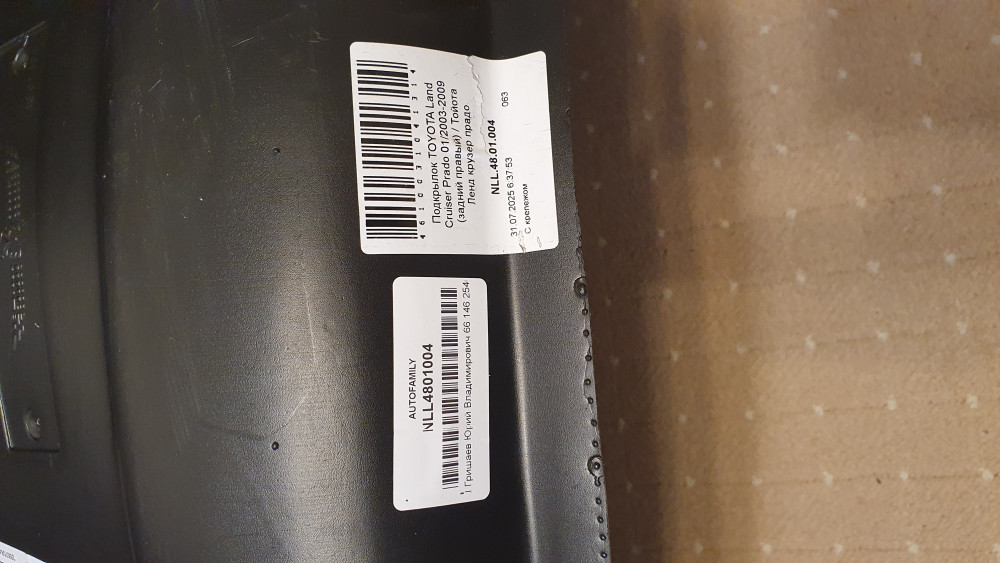 4610031041314
Подкрылок TOYOTA Land
Cruiser Prado 01/2003-2009
(задний правый) / Тойота
Ленд крузер прадо
NLL.48.01.004
063
31 07 2025 6:37 53
С крепежом
AUTOFAMILY
NLL4801004
Гришаев Юрий Владимирович 66 146 254